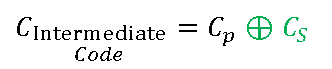 C_Intermediate Code = C_p ⊕ C_S